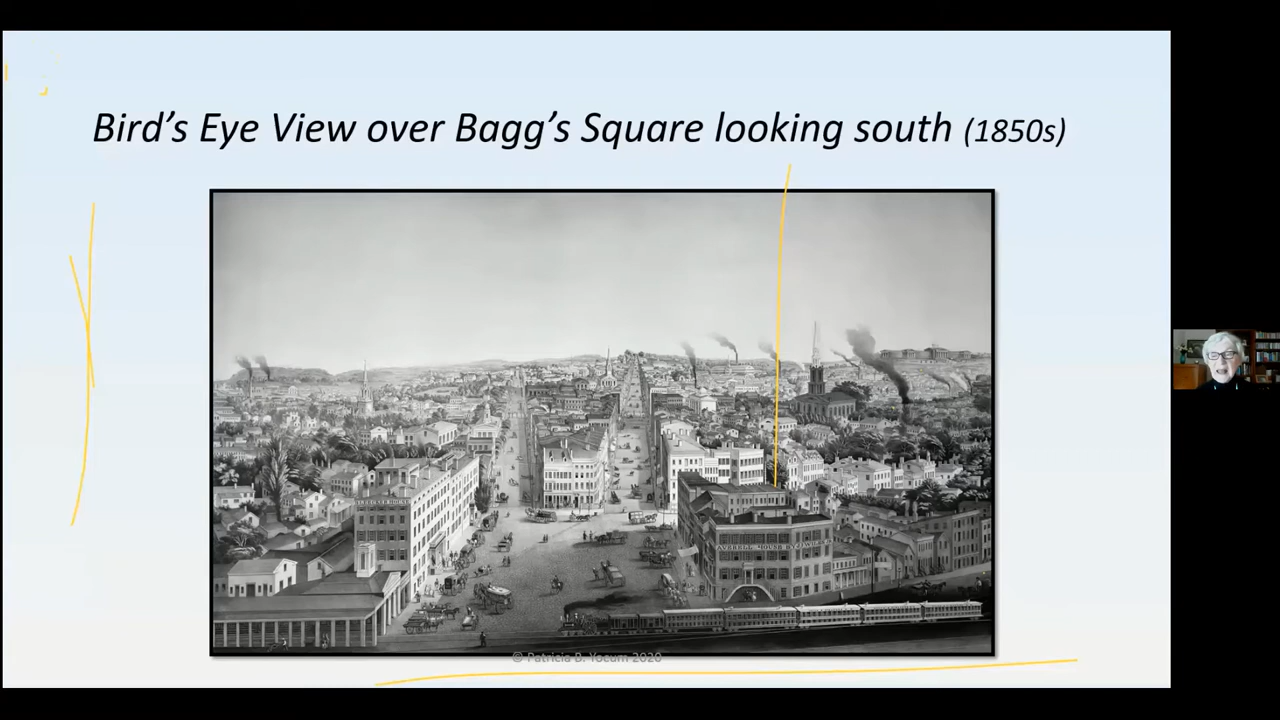 Bird's Eye View over Bagg's Square looking south (1850s)
AVERELL HOUSE BY
© Patricia B. Yocum 2020